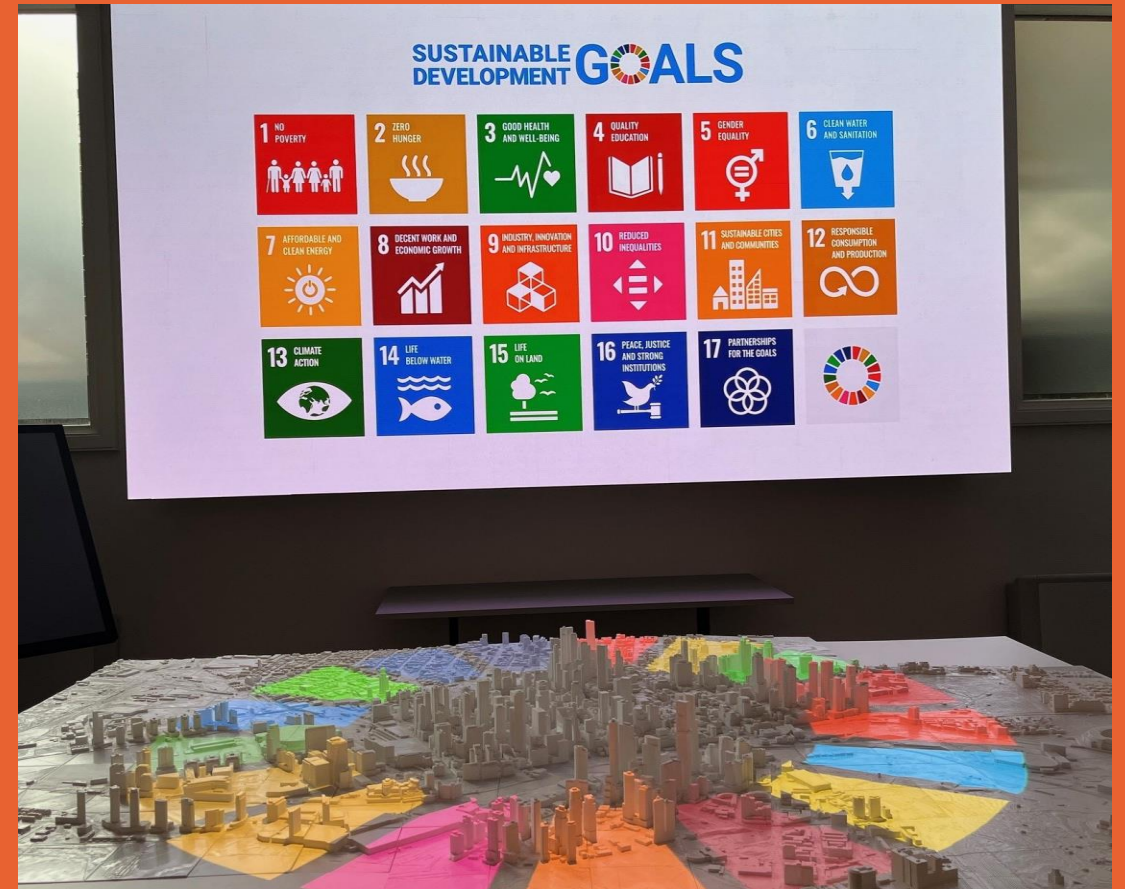 SUSTAINABLE
DEVELOPMENT
GOALS
1 NO
POVERTY
2 ZERO
HUNGER
3 GOOD HEALTH
AND WELL-BEING
4 QUALITY
EDUCATION
5 GENDER
EQUALITY
6 CLEAN WATER
AND SANITATION
7 AFFORDABLE AND
CLEAN ENERGY
8 DECENT WORK AND
ECONOMIC GROWTH
9 INDUSTRY, INNOVATION
AND INFRASTRUCTURE
10 REDUCED
INEQUALITIES
11 SUSTAINABLE CITIES
AND COMMUNITIES
12 RESPONSIBLE
CONSUMPTION
AND PRODUCTION
13 CLIMATE
ACTION
14 LIFE
BELOW WATER
15 LIFE
ON LAND
16 PEACE, JUSTICE
AND STRONG
INSTITUTIONS
17 PARTNERSHIPS
FOR THE GOALS